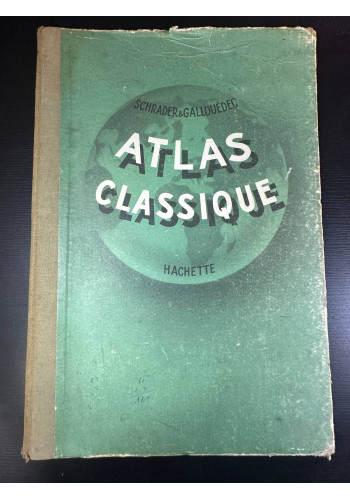 SCHRADER & GALLOUÉDEC
ATLAS
CLASSIQUE
HACHETTE